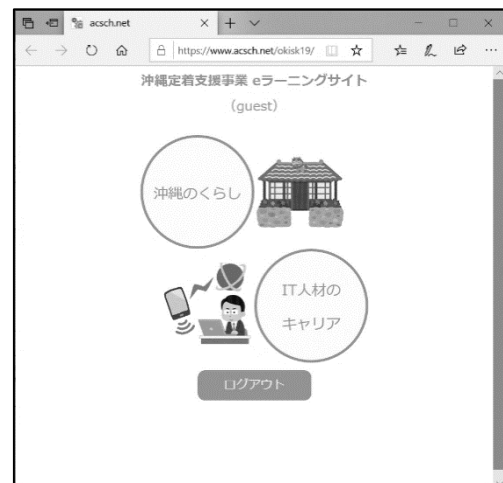 acsch.net
https://www.acsch.net/okisk19/
沖縄定着支援事業 eラーニングサイト
（guest）
沖縄のくらし
IT人材の
キャリア
ログアウト